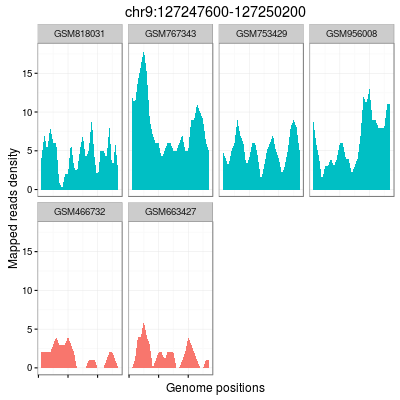 chr9:127247600-127250200
GSM818031 GSM767343 GSM753429 GSM956008
15
10
5
0
Mapped reads density
GSM466732 GSM663427
15
10
5
0
Genome positions